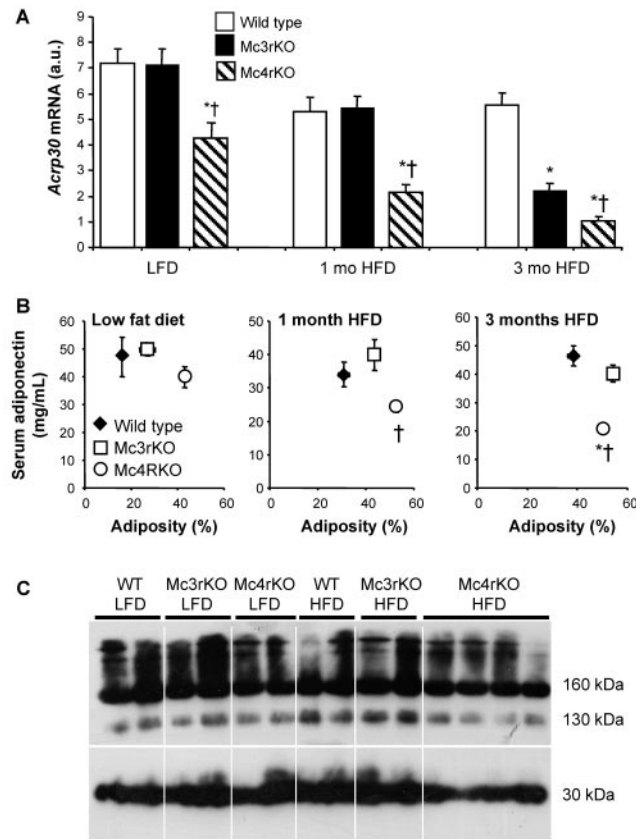 A
Acrp30 mRNA (a.u.)
9
8
7
6
5
4
3
2
1
0
Wild type
Mc3rKO
Mc4rKO
*†
*†
*
*†
LFD
1 mo HFD
3 mo HFD
B
Serum adiponectin
(mg/mL)
Low fat diet
60
50
40
30
20
10
00
Wild type
Mc3rKO
Mc4RKO
0
20
40
60
Adiposity (%)
1 month HFD
60
40
20
0
†
0
20
40
60
Adiposity (%)
3 months HFD
60
50
40
30
20
10
0
*†
0
20
40
60
Adiposity (%)
C
WT Mc3rKO Mc4rKO WT Mc3rKO Mc4rKO
LFD LFD LFD HFD HFD HFD
160 kDa
130 kDa
30 kDa